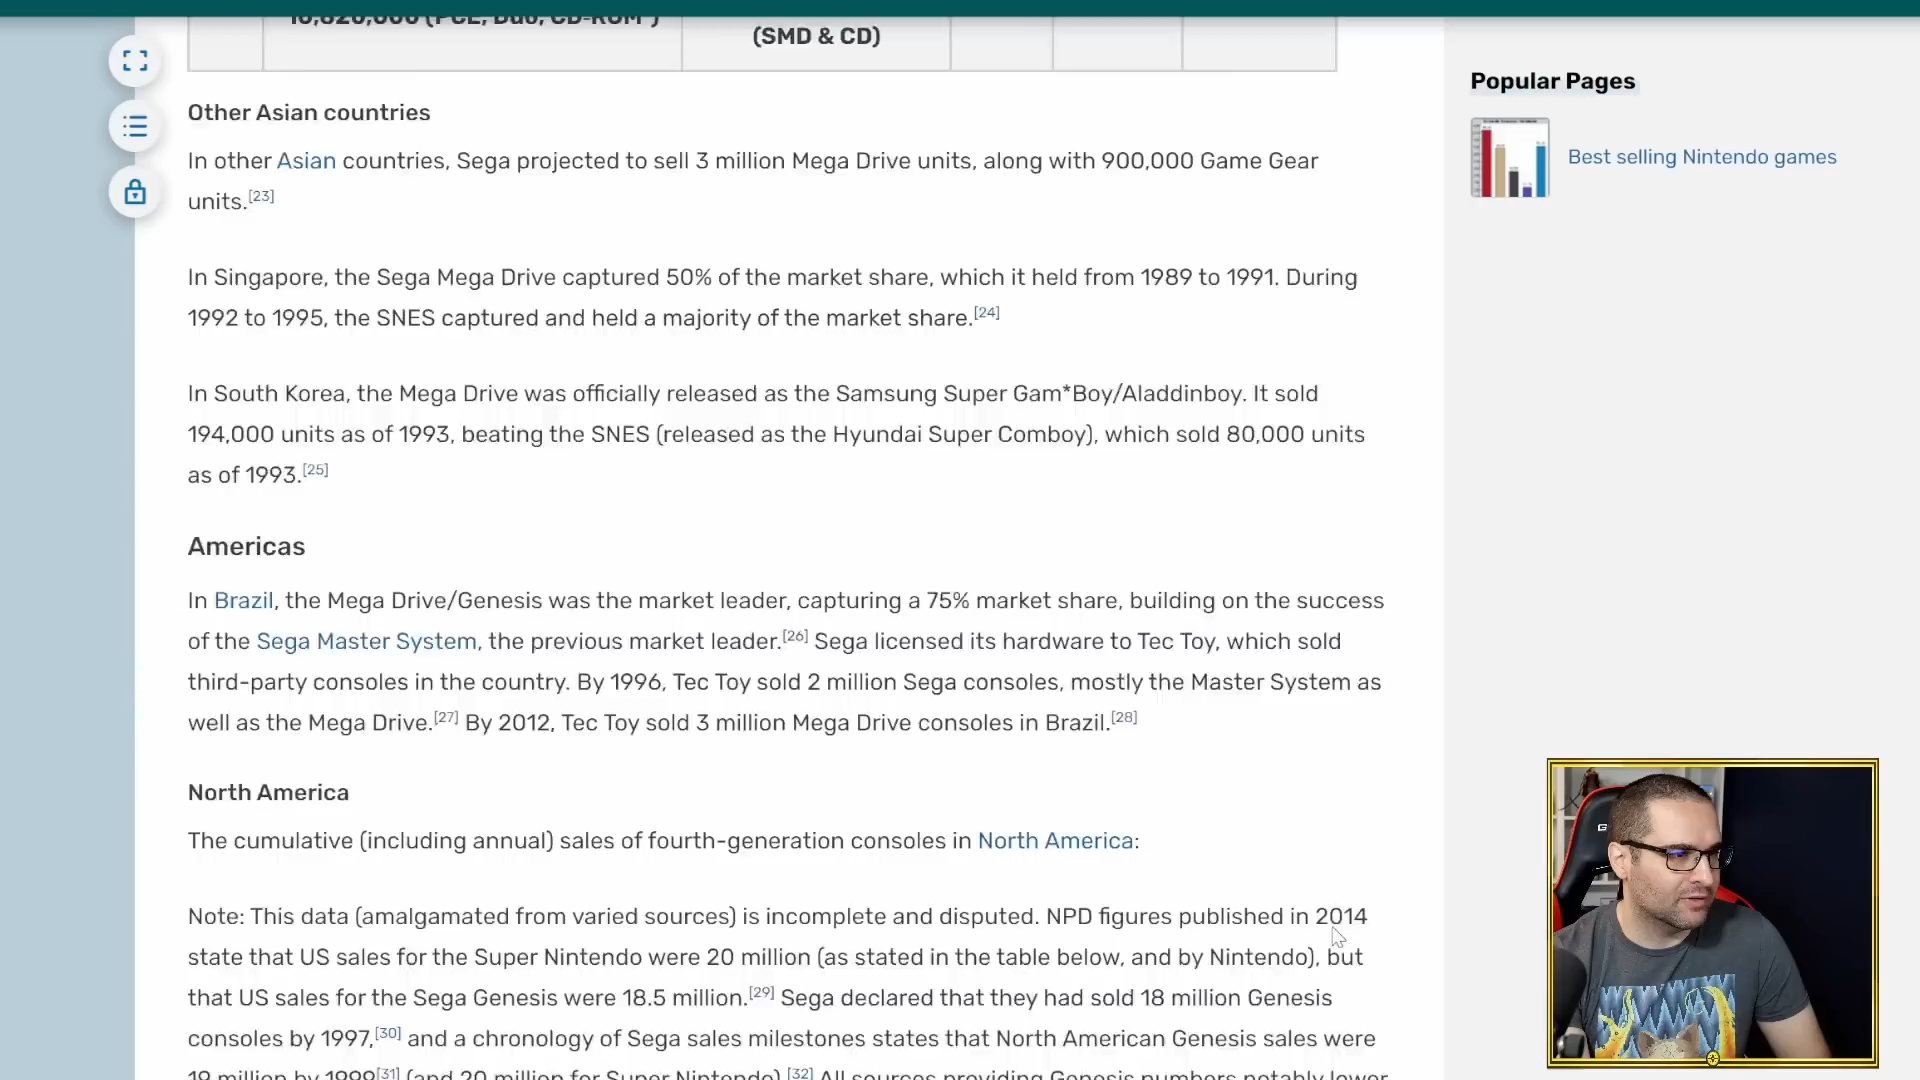 10,820,000 (PCE, Duo, CD-ROM²)
(SMD & CD)
Other Asian countries
In other Asian countries, Sega projected to sell 3 million Mega Drive units, along with 900,000 Game Gear
units.[23]
In Singapore, the Sega Mega Drive captured 50% of the market share, which it held from 1989 to 1991. During
1992 to 1995, the SNES captured and held a majority of the market share.[24]
In South Korea, the Mega Drive was officially released as the Samsung Super Gam*Boy/Aladdinboy. It sold
194,000 units as of 1993, beating the SNES (released as the Hyundai Super Comboy), which sold 80,000 units
as of 1993.[25]
Americas
In Brazil, the Mega Drive/Genesis was the market leader, capturing a 75% market share, building on the success
of the Sega Master System, the previous market leader.[26] Sega licensed its hardware to Tec Toy, which sold
third-party consoles in the country. By 1996, Tec Toy sold 2 million Sega consoles, mostly the Master System as
well as the Mega Drive.[27] By 2012, Tec Toy sold 3 million Mega Drive consoles in Brazil.[28]
North America
The cumulative (including annual) sales of fourth-generation consoles in North America:
Note: This data (amalgamated from varied sources) is incomplete and disputed. NPD figures published in 2014
state that US sales for the Super Nintendo were 20 million (as stated in the table below, and by Nintendo), but
that US sales for the Sega Genesis were 18.5 million.[29] Sega declared that they had sold 18 million Genesis
consoles by 1997,[30] and a chronology of Sega sales milestones states that North American Genesis sales were
19 million by 1999[31] (and 20 million for Super Nintendo).[32] All sources providing Genesis numbers notably lower
Popular Pages
Best selling Nintendo games